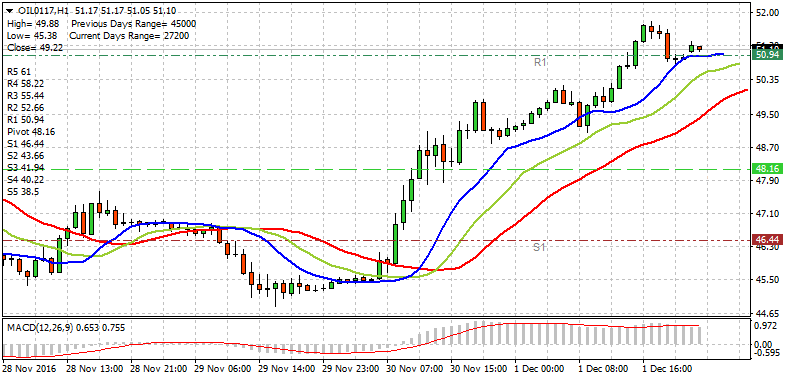 OIL0117,H1 51.17 51.17 51.05 51.10
High= 49.88 Previous Days Range= 45000
Low= 45.38 Current Days Range= 27200
Close= 49.22
R5 61
R4 58.22
R3 55.44
R2 52.66
R1 50.94
Pivot 48.16
S1 46.44
S2 43.66
S3 41.94
S4 40.22
S5 38.5
R1
S1
52.00
50.94
50.35
49.50
48.70
48.16
47.90
47.10
46.44
46.30
45.50
44.65
MACD(12,26,9) 0.653 0.755
0.972
0.00
-0.595
28 Nov 2016 28 Nov 13:00 28 Nov 21:00 29 Nov 06:00 29 Nov 14:00 29 Nov 23:00 30 Nov 07:00 30 Nov 15:00 1 Dec 00:00 1 Dec 08:00 1 Dec 16:00